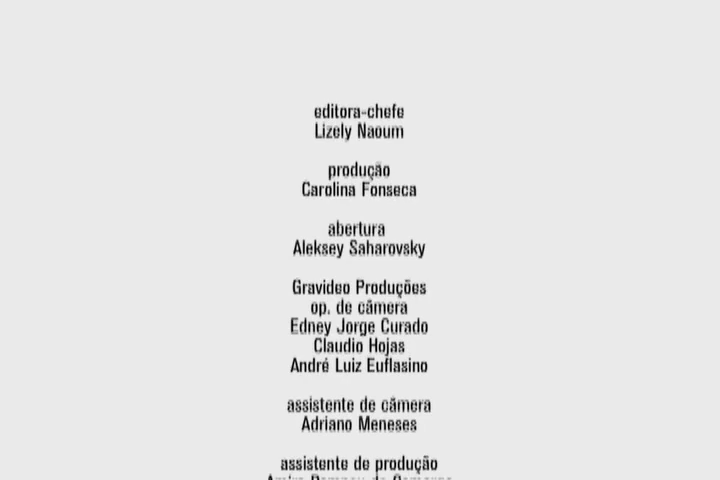 editora-chefe
Lizely Naoum
produção
Carolina Fonseca
abertura
Aleksey Saharovsky
Gravideo Produções
op. de câmera
Edney Jorge Curado
Claudio Hojas
André Luiz Euflasino
assistente de câmera
Adriano Meneses
assistente de produção